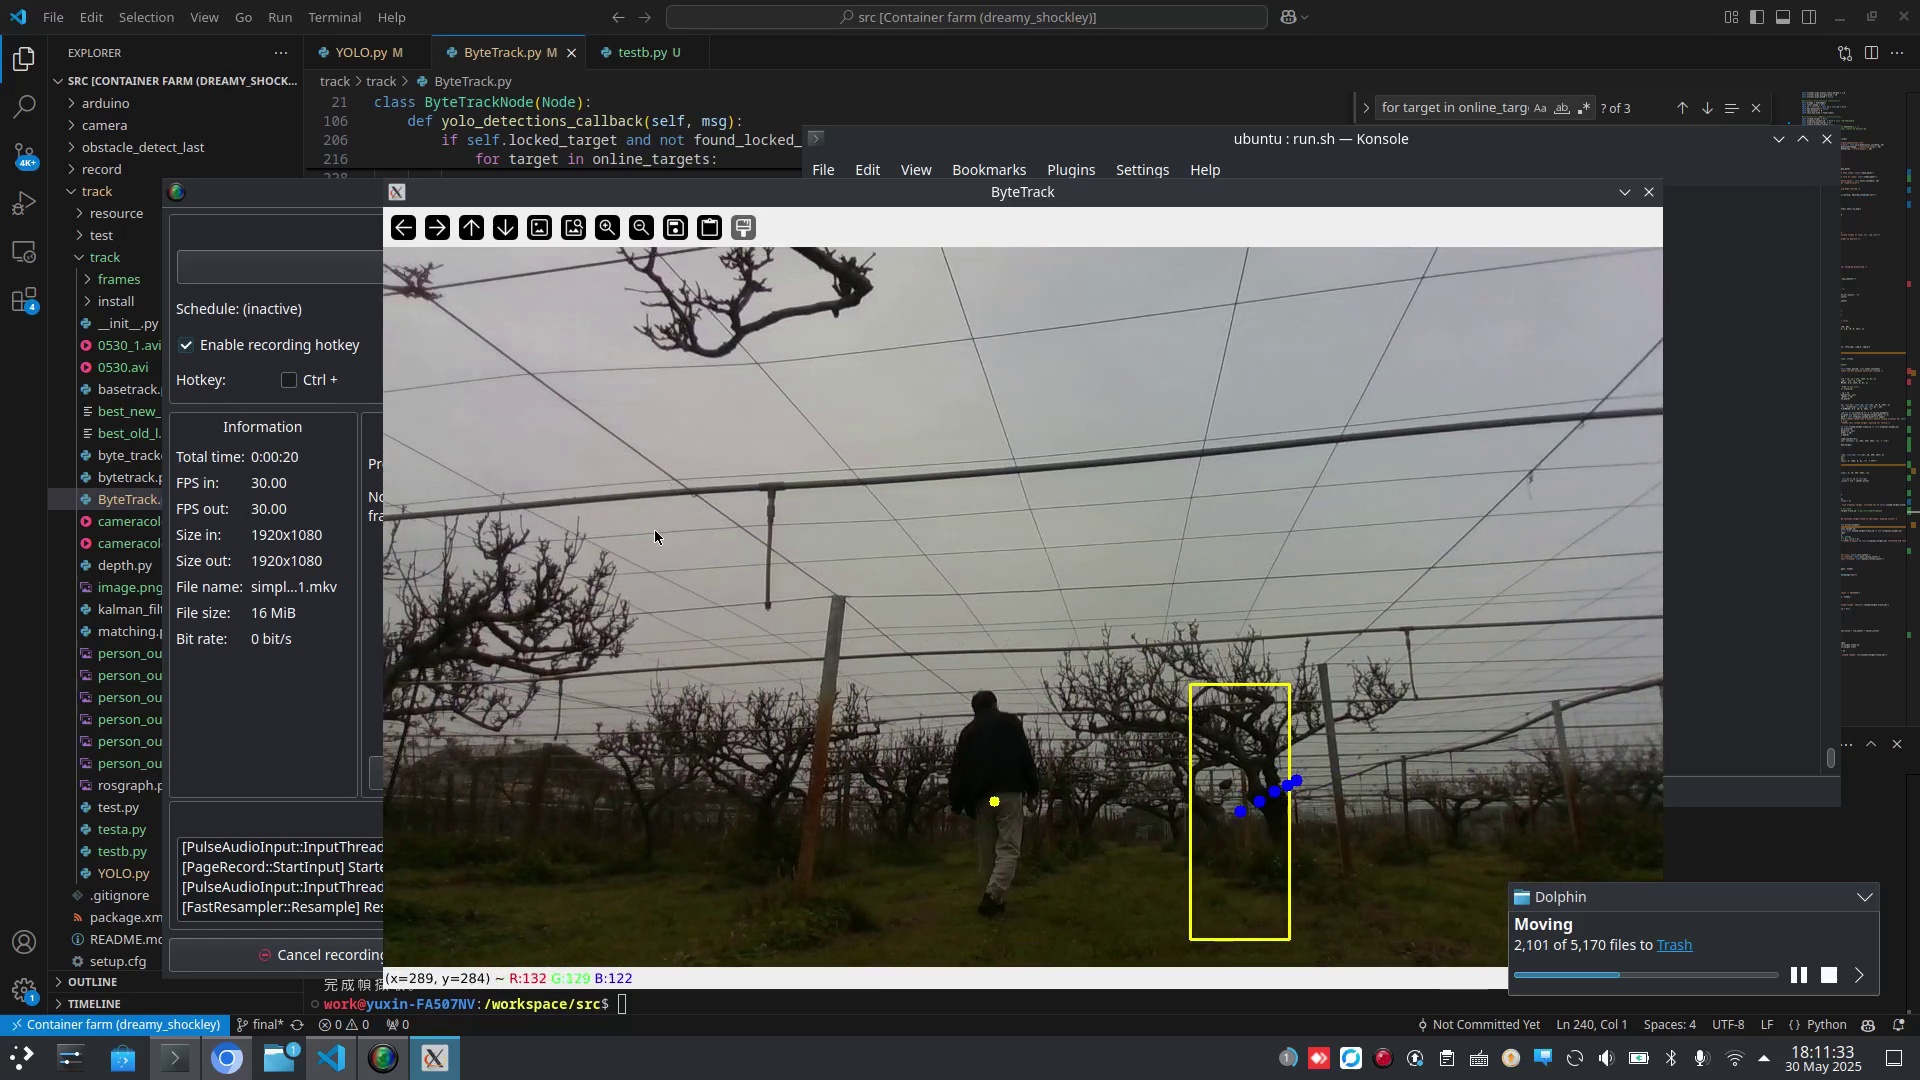 File Edit Selection View Go Run Terminal Help
src [Container farm (dreamy_shockley)]
EXPLORER
YOLO.py M
ByteTrack.py M
testb.py U
SRC [CONTAINER FARM (DREAMY_SHOCK...
track > track > ByteTrack.py
arduino
camera
obstacle_detect_last
record
track
resource
test
track
frames
install
__init__.py
0530_1.avi
0530.avi
basetrack.
best_new_
best_old_l.
byte_track
bytetrack.p
ByteTrack.
cameracol
cameracol
depth.py
image.png
kalman_filt
matching.p
person_ou
person_ou
person_ou
person_ou
person_ou
person_ou
rosgraph.p
test.py
testa.py
testb.py
YOLO.py
.gitignore
package.xm
README.md
setup.cfg
OUTLINE
TIMELINE
21 class ByteTrackNode(Node):
106 def yolo_detections_callback(self, msg):
206 if self.locked_target and not found_locked_
216 for target in online_targets:
228
for target in online_targ
? of 3
ubuntu : run.sh — Konsole
File Edit View Bookmarks Plugins Settings Help
ByteTrack
Schedule: (inactive)
Enable recording hotkey
Hotkey: Ctrl +
Information
Total time: 0:00:20
FPS in: 30.00
FPS out: 30.00
Size in: 1920x1080
Size out: 1920x1080
File name: simpl...1.mkv
File size: 16 MiB
Bit rate: 0 bit/s
Pr
No
fra
[PulseAudioInput::InputThread
[PageRecord::StartInput] Starte
[PulseAudioInput::InputThread
[FastResampler::Resample] Res
Cancel recording
(x=289, y=284) ~ R:132 G:129 B:122
work@yuxin-FA507NV:/workspace/src$
Dolphin
Moving
2,101 of 5,170 files to Trash
Container farm (dreamy_shockley) final* 0 0 0
Not Committed Yet Ln 240, Col 1 Spaces: 4 UTF-8 LF {} Python
4K+
4
1
1
1
18:11:33
30 May 2025